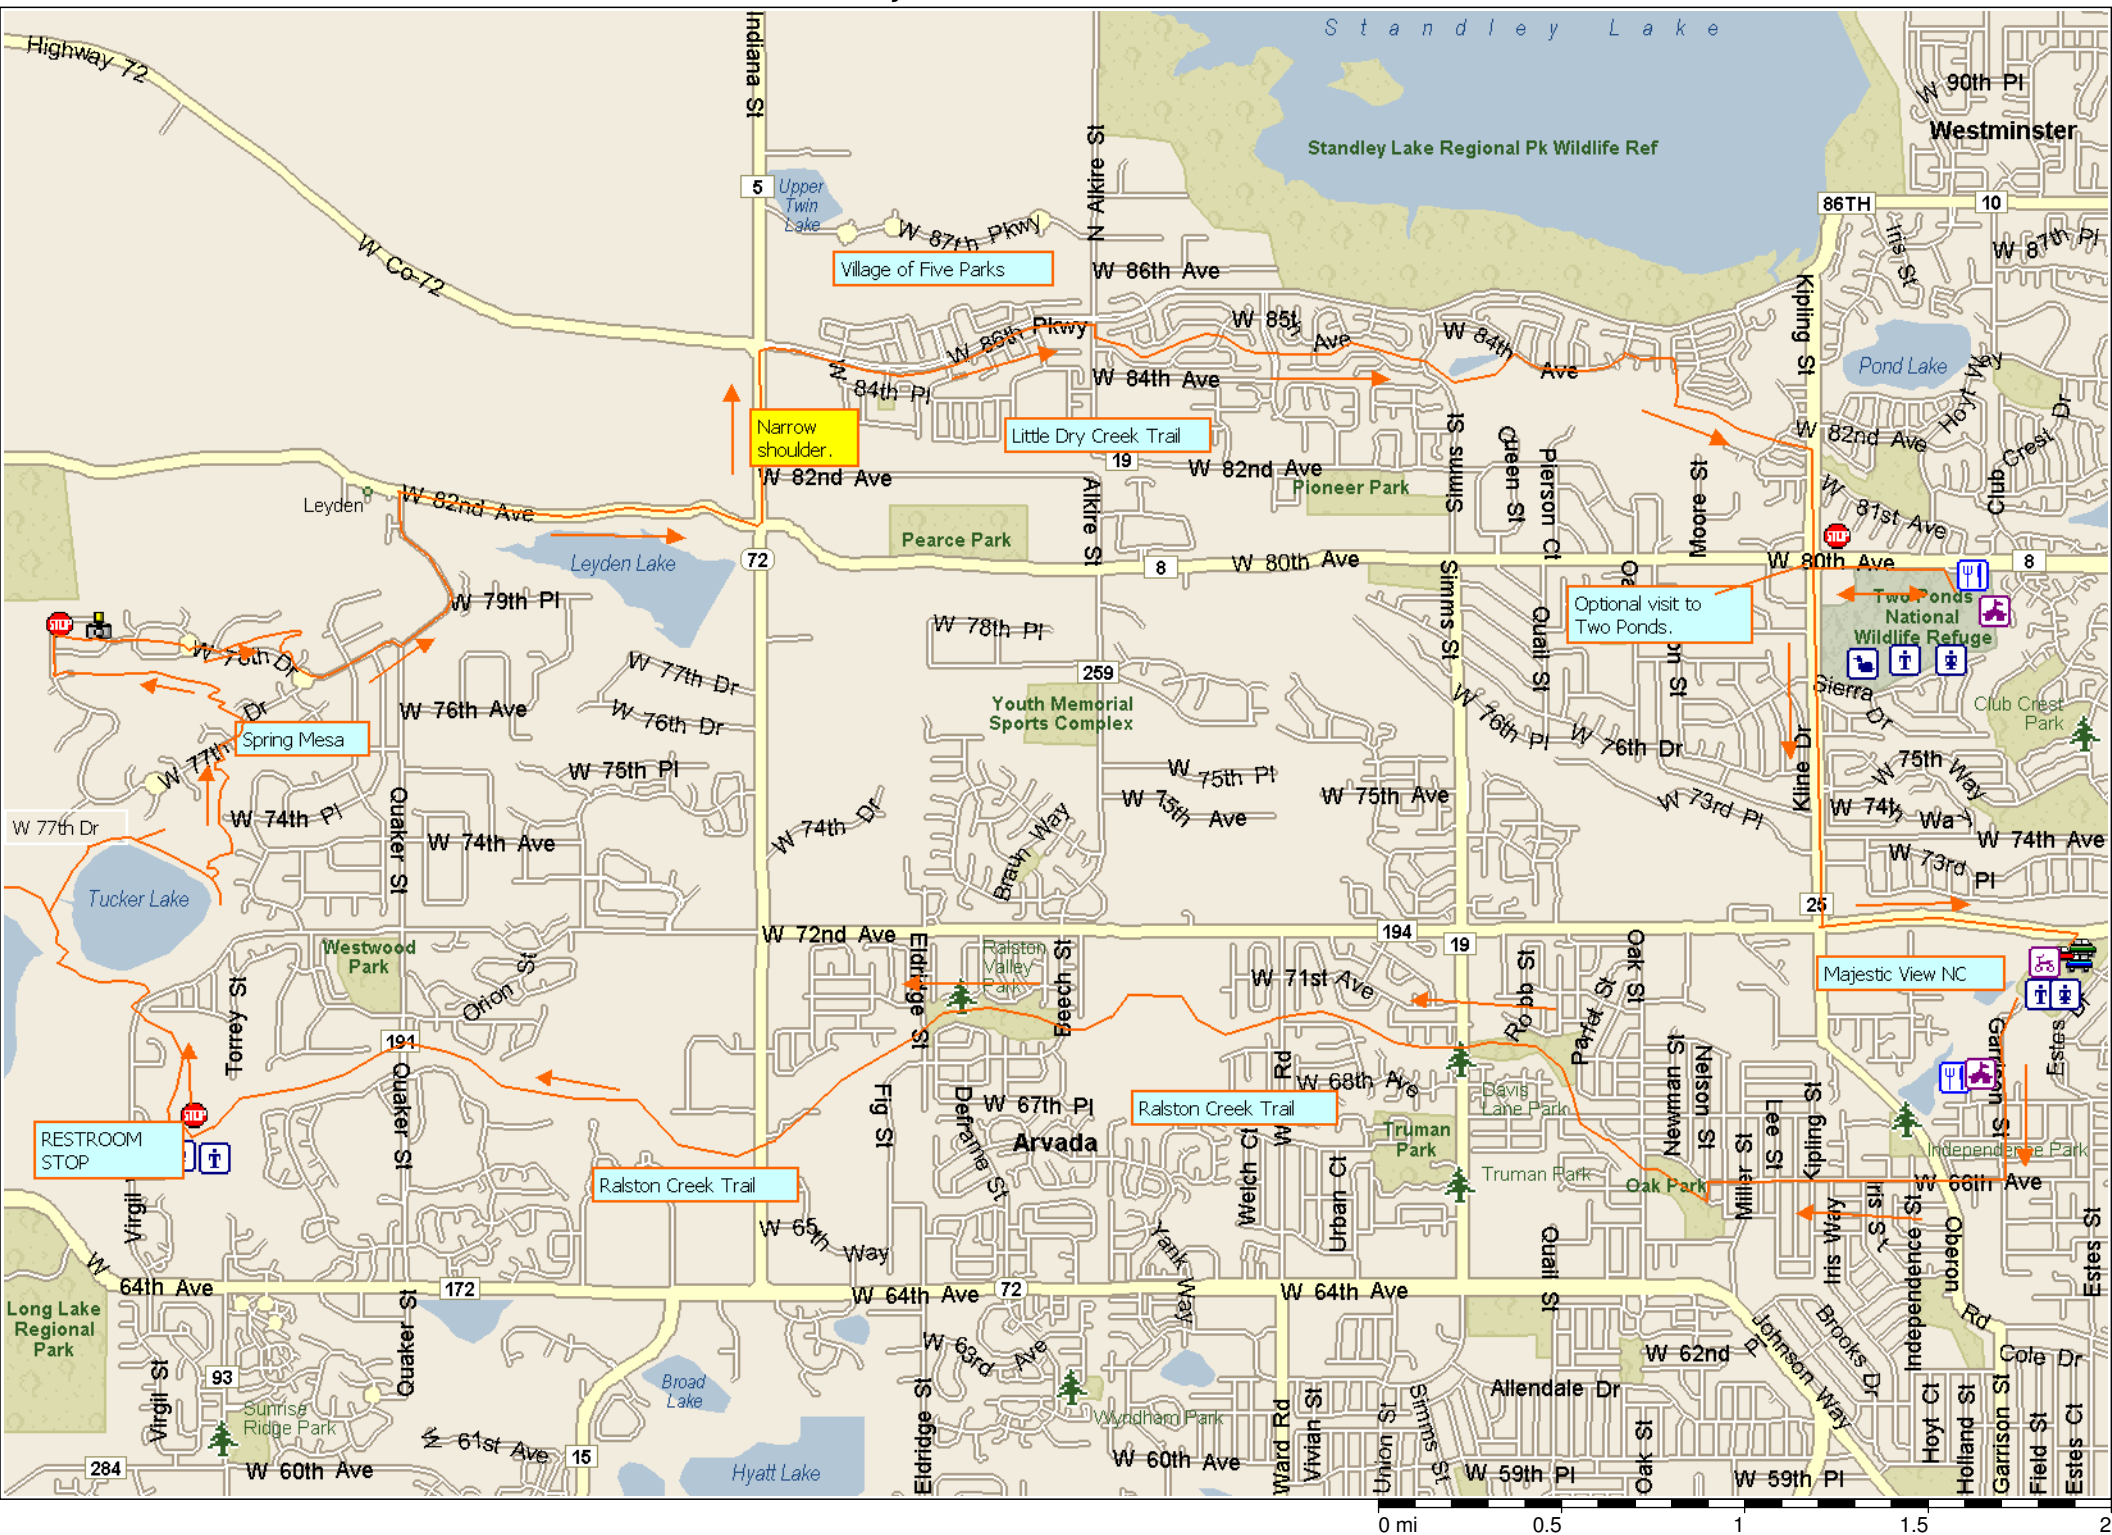 Standley Lake
Highway 72
Indiana St
W 90th Pl
Westminster
Standley Lake Regional Pk Wildlife Ref
N Alkire St
5
Upper
Twin
Lake
86TH
10
W 87th Pkwy
Iris St
W 87th Pl
W Co-72
Village of Five Parks
W 86th Ave
Kipling St
W 86th Pkwy
W 85th Ave
W 84th Ave
Pond Lake
W 84th Pl
W 84th Ave
Hoyt Way
Narrow
shoulder.
Little Dry Creek Trail
Simms St
Queen St
Pierson Ct
Moore St
W 82nd Ave
Club Crest Dr
19
W 82nd Ave
W 82nd Ave
Pioneer Park
Leyden
W 82nd Ave
Alkire St
W 81st Ave
STOP
Pearce Park
Leyden Lake
72
8
W 80th Ave
W 80th Ave
8
W 79th Pl
Simms St
Quail St
Optional visit to
Two Ponds.
Two Ponds
National
Wildlife Refuge
STOP
W 78th Pl
W 78th Dr
W 77th Dr
259
Sierra Dr
W 76th Ave
W 76th Dr
Youth Memorial
Sports Complex
W 76th Pl
W 76th Dr
Club Crest
Park
Spring Mesa
W 77th Dr
Kline Dr
W 75th Pl
W 75th Pl
W 75th Way
W 75th Ave
W 75th Ave
W 73rd Pl
W 74th Way
W 74th Pl
Quaker St
W 77th Dr
W 74th Ave
W 74th Dr
Braun Way
W 74th Ave
W 73rd Pl
Tucker Lake
25
W 72nd Ave
194
19
Westwood
Park
Orion St
Eldridge St
Ralston
Valley
Park
Beech St
W 71st Ave
Oak St
Parfet St
Majestic View NC
Torrey St
191
Garrison St
Estes Dr
Quaker St
Fig St
Deframe St
W 67th Pl
W 68th Ave
Ralston Creek Trail
Davis
Lane Park
Newman St
Nelson St
Miller St
Lee St
Kipling St
STOP
RESTROOM
STOP
Arvada
Welch Ct
Urban Ct
Truman
Park
Truman Park
Independence Park
Ralston Creek Trail
Oak Park
W 66th Ave
Iris Way
Iris St
Independence St
Oberon Rd
Estes St
W 65th Way
Yank Way
Quail St
W 64th Ave
172
W 64th Ave
72
W 64th Ave
Long Lake
Regional
Park
Quaker St
W 63rd Ave
W 62nd Pl
Johnson Way
Brooks Dr
Cole Dr
Virgil St
93
Broad
Lake
Eldridge St
Allendale Dr
Sunrise
Ridge Park
Wyndham Park
Ward Rd
Vivian St
Union St
Simms St
Oak St
Hoyt Ct
Holland St
Garrison St
Field St
Estes Ct
W 61st Ave
15
284
W 60th Ave
Hyatt Lake
W 60th Ave
W 59th Pl
W 59th Pl
0 mi 0.5 1 1.5 2